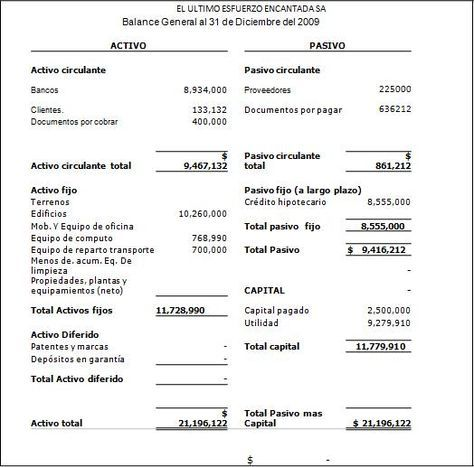 EL ULTIMO ESFUERZO ENCANTADA SA
Balance General al 31 de Diciembre del 2009
ACTIVO PASIVO
Activo circulante Pasivo circulante
Bancos 8,934,000 Proveedores 225000
Clientes. 133,132 Documentos por pagar 636212
Documentos por cobrar 400,000
$ Pasivo circulante $
Activo circulante total 9,467,132 total 861,212
Activo fijo Pasivo fijo (a largo plazo)
Terrenos Crédito hipotecario 8,555,000
Edificios 10,260,000
Mob. Y Equipo de oficina Total pasivo fijo 8,555,000
Equipo de computo 768,990
Equipo de reparto transporte 700,000 Total Pasivo $ 9,416,212
Menos de. acum. Eq. De
limpieza -
Propiedades, plantas y
equipamientos (neto) CAPITAL -
Total Activos fijos 11,728,990 Capital pagado 2,500,000
Utilidad 9,279,910
Activo Diferido
Patentes y marcas - Total capital 11,779,910
Depósitos en garantía -
Total Activo diferido -
$ Total Pasivo mas
Activo total 21,196,122 Capital $ 21,196,122
$ -